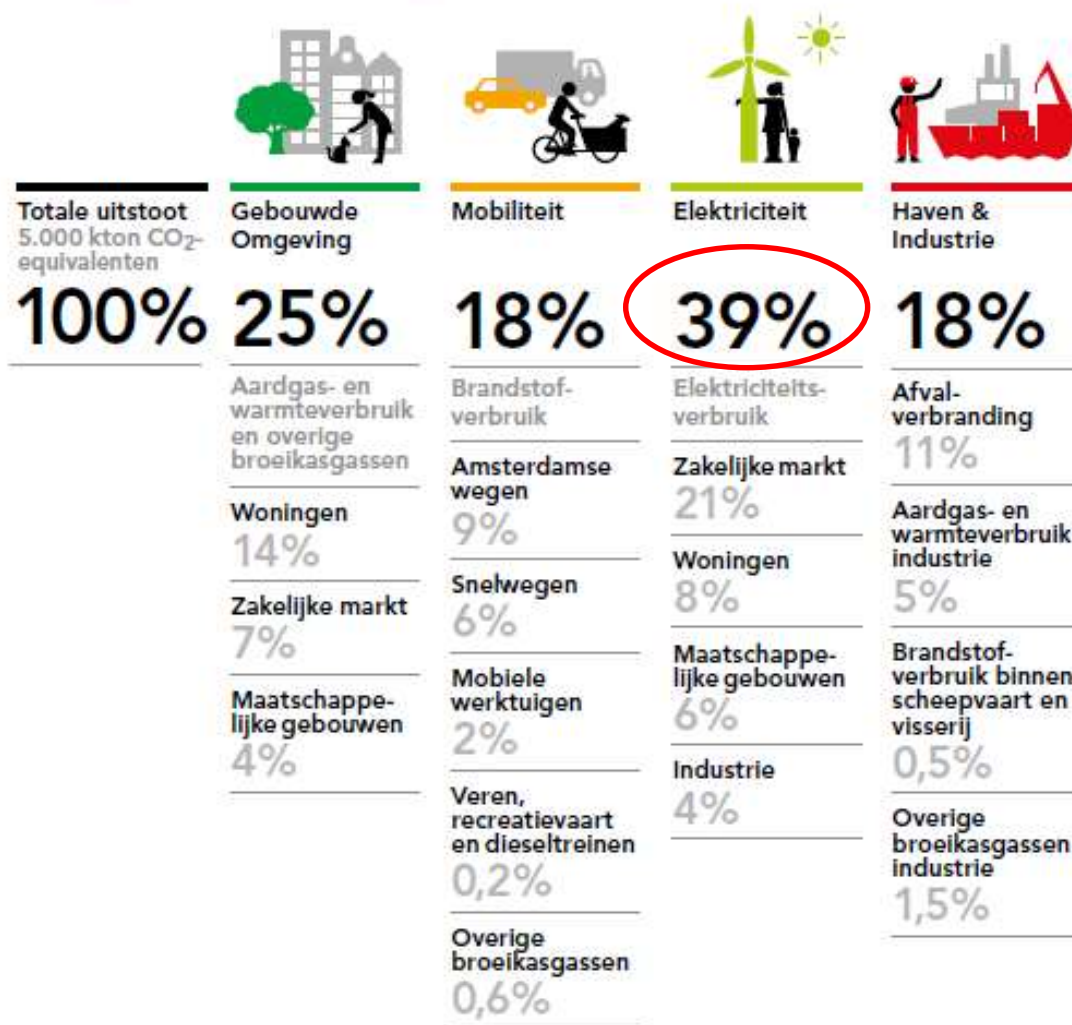 Totale uitstoot
5.000 kton CO2-
equivalenten
100%
Gebouwde
Omgeving
25%
Aardgas- en
warmteverbruik
en overige
broeikasgassen
Woningen
14%
Zakelijke markt
7%
Maatschappe-
lijke gebouwen
4%
Mobiliteit
18%
Brandstof-
verbruik
Amsterdamse
wegen
9%
Snelwegen
6%
Mobiele
werktuigen
2%
Veren,
recreatievaart
en dieseltreinen
0,2%
Overige
broeikasgassen
0,6%
Elektriciteit
39%
Elektriciteits-
verbruik
Zakelijke markt
21%
Woningen
8%
Maatschappe-
lijke gebouwen
6%
Industrie
4%
Haven &
Industrie
18%
Afval-
verbranding
11%
Aardgas- en
warmteverbruik
industrie
5%
Brandstof-
verbruik binnen
scheepvaart en
visserij
0,5%
Overige
broeikasgassen
industrie
1,5%